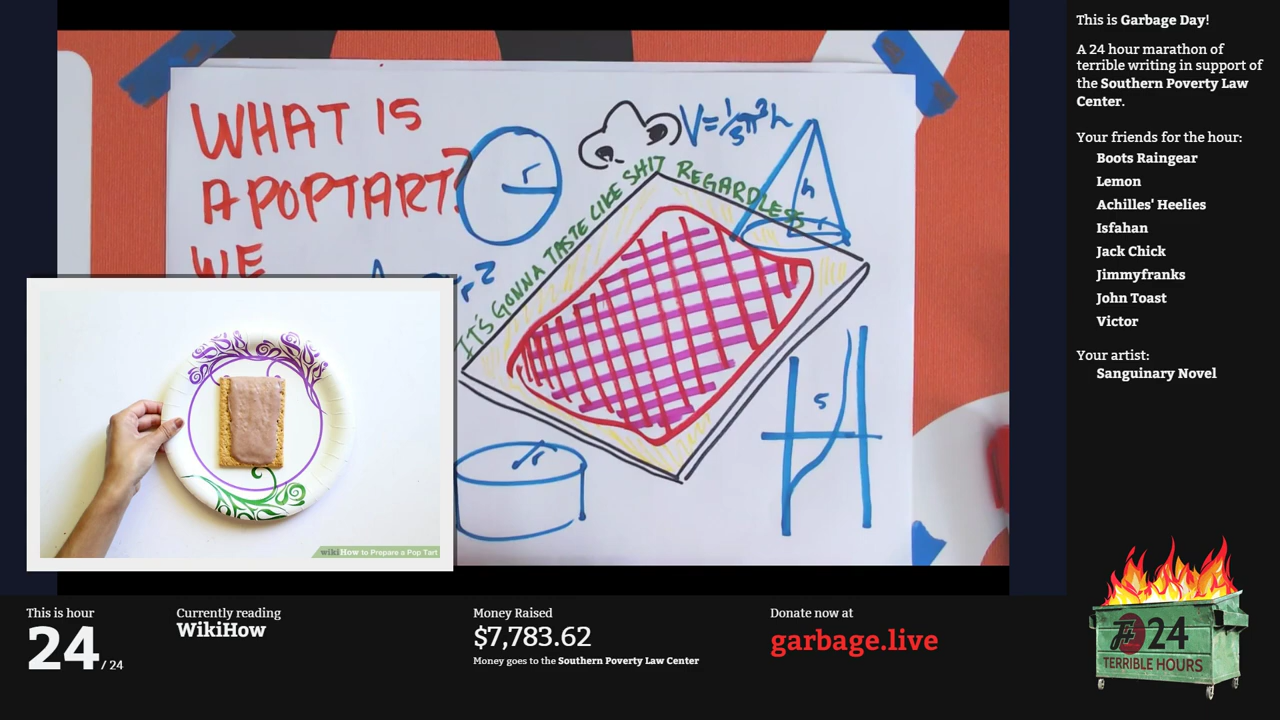 WHAT IS
A POPTART?
WE
r
V=⅓π³h
h
IT'S GONNA TASTE LIKE SHIT REGARDLESS
r²
r
5
wikiHow to Prepare a Pop Tart
This is Garbage Day!
A 24 hour marathon of
terrible writing in support of
the Southern Poverty Law
Center.
Your friends for the hour:
Boots Raingear
Lemon
Achilles' Heelies
Isfahan
Jack Chick
Jimmyfranks
John Toast
Victor
Your artist:
Sanguinary Novel
This is hour
24 / 24
Currently reading
WikiHow
Money Raised
$7,783.62
Money goes to the Southern Poverty Law Center
Donate now at
garbage.live
24
TERRIBLE HOURS